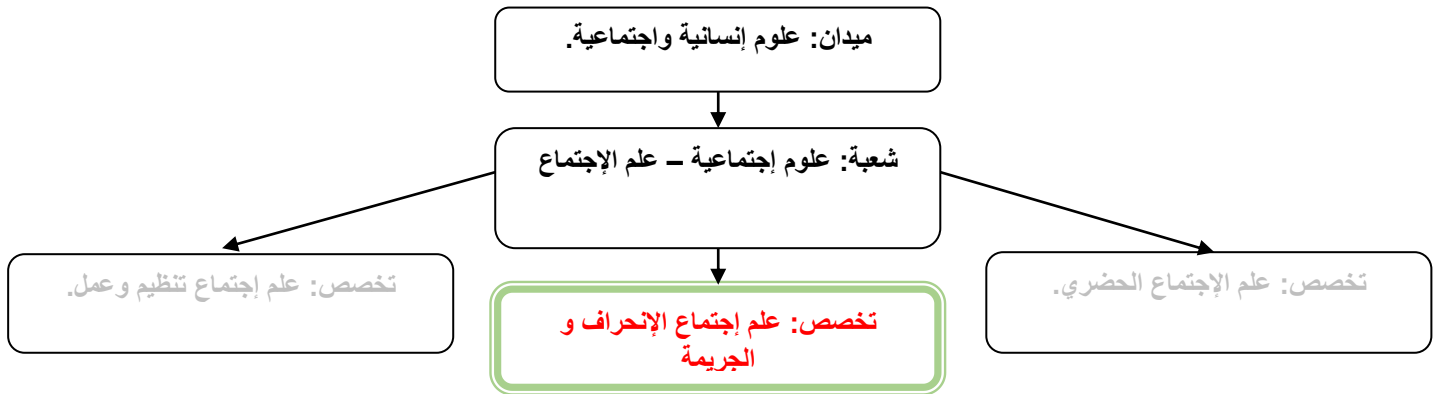 ميدان: علوم إنسانية واجتماعية.
شعبة: علوم إجتماعية – علم الإجتماع
تخصص: علم الإجتماع الحضري.
تخصص: علم إجتماع الإنحراف و
الجريمة
تخصص: علم إجتماع تنظيم وعمل.